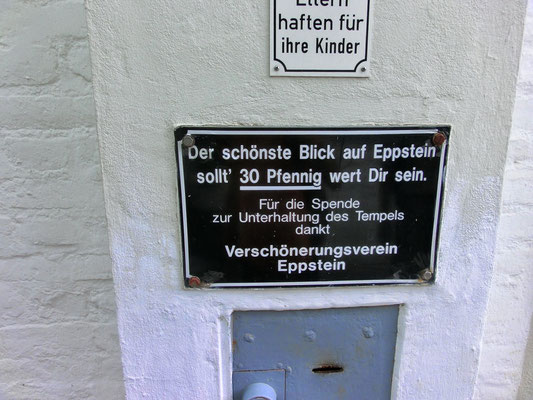 Eltern
haften für
ihre Kinder
Der schönste Blick auf Eppstein
sollt' 30 Pfennig wert Dir sein.
Für die Spende
zur Unterhaltung des Tempels
dankt
Verschönerungsverein
Eppstein